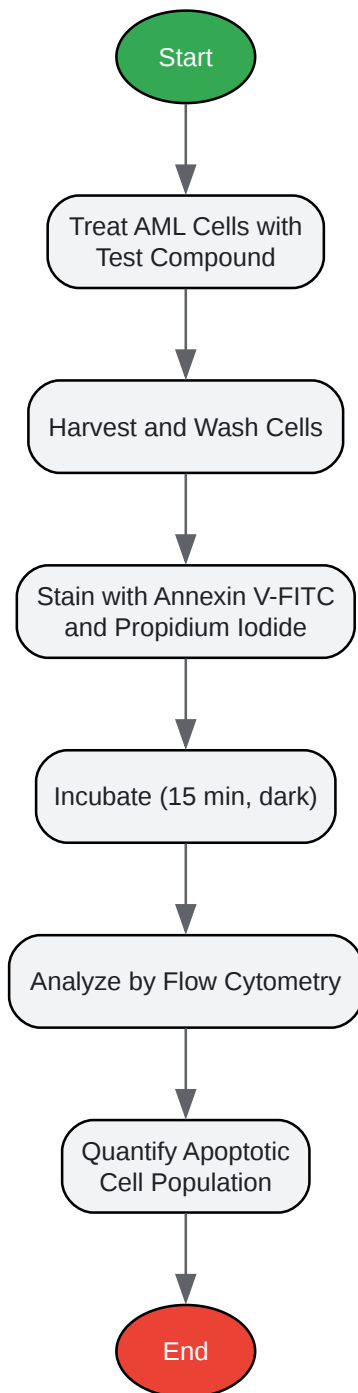 Start
Treat AML Cells with
Test Compound
Harvest and Wash Cells
Stain with Annexin V-FITC
and Propidium Iodide
Incubate (15 min, dark)
Analyze by Flow Cytometry
Quantify Apoptotic
Cell Population
End